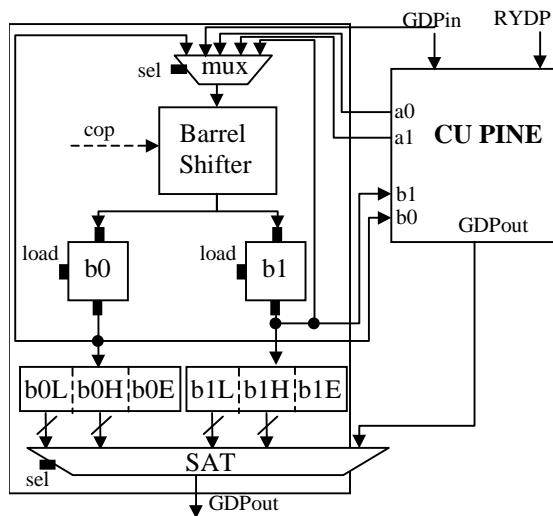 GDPin RYDP
sel mux
cop Barrel Shifter
a0
a1
CU PINE
b1
b0
GDPout
load b0 load b1
b0L b0H b0E b1L b1H b1E
SAT
sel
GDPout